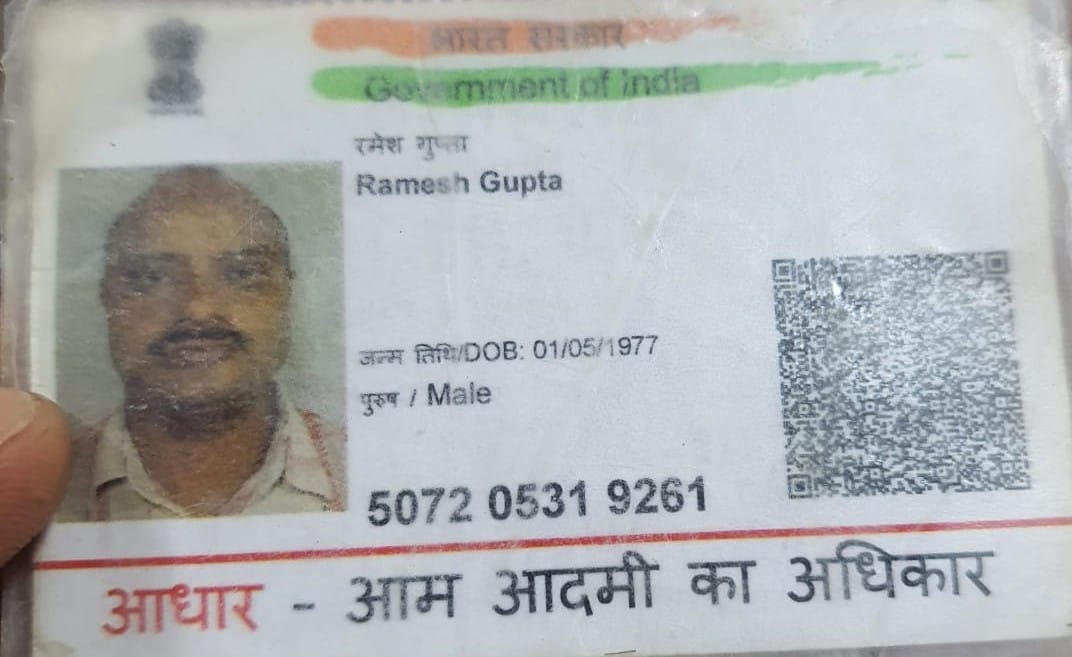 भारत सरकार
Government of India
रमेश गुप्ता
Ramesh Gupta
जन्म तिथि/DOB: 01/05/1977
पुरुष / Male
5072 0531 9261
आधार - आम आदमी का अधिकार